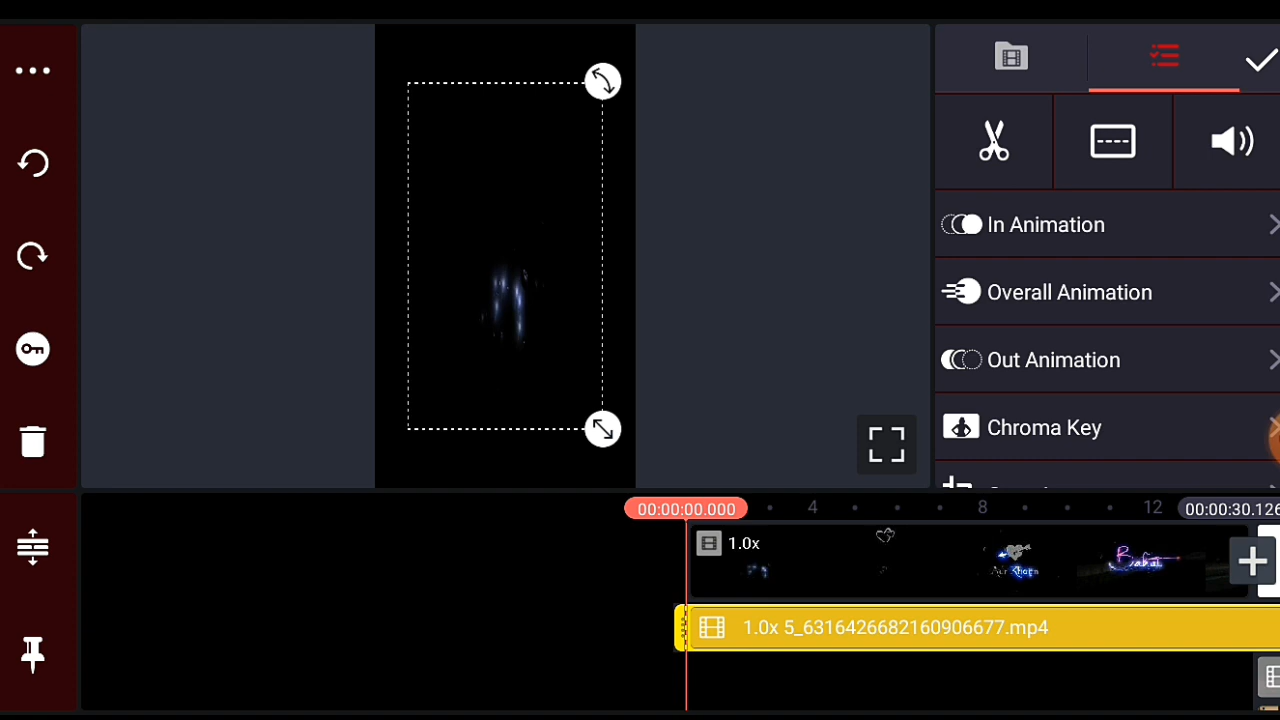 In Animation
Overall Animation
Out Animation
Chroma Key
00:00:00.000
4
8
12
00:00:30.126
1.0x
1.0x 5_6316426682160906677.mp4